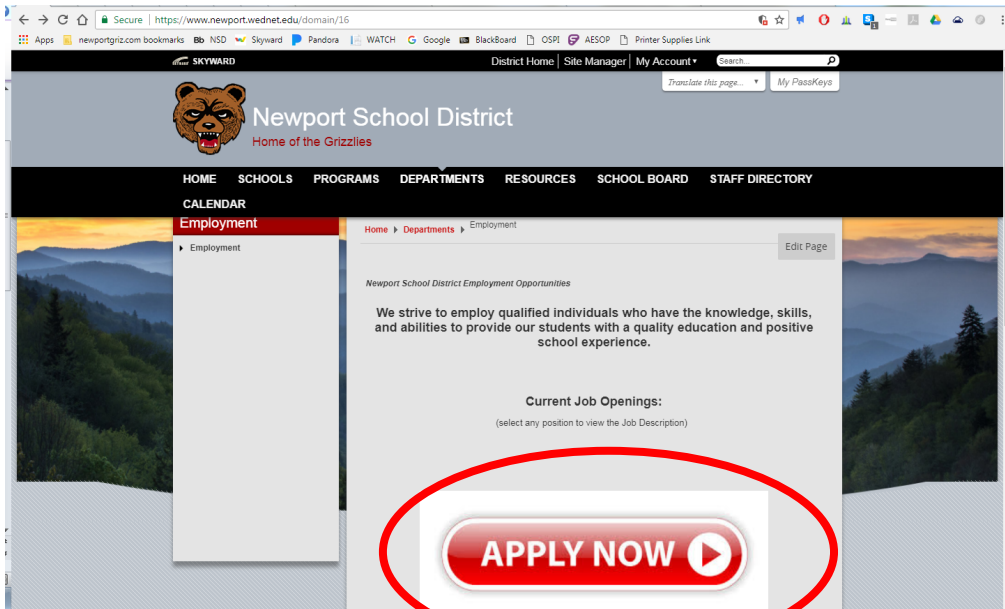 Secure | https://www.newport.wednet.edu/domain/16
Apps newportgriz.com bookmarks Bb NSD Skyward Pandora WATCH G Google BlackBoard OSPI AESOP Printer Supplies Link
SKYWARD District Home | Site Manager | My Account Search...
Translate this page... My PassKeys
Newport School District
Home of the Grizzlies
HOME SCHOOLS PROGRAMS DEPARTMENTS RESOURCES SCHOOL BOARD STAFF DIRECTORY
CALENDAR
Employment
Employment
Home Departments Employment
Edit Page
Newport School District Employment Opportunities
We strive to employ qualified individuals who have the knowledge, skills,
and abilities to provide our students with a quality education and positive
school experience.
Current Job Openings:
(select any position to view the Job Description)
APPLY NOW